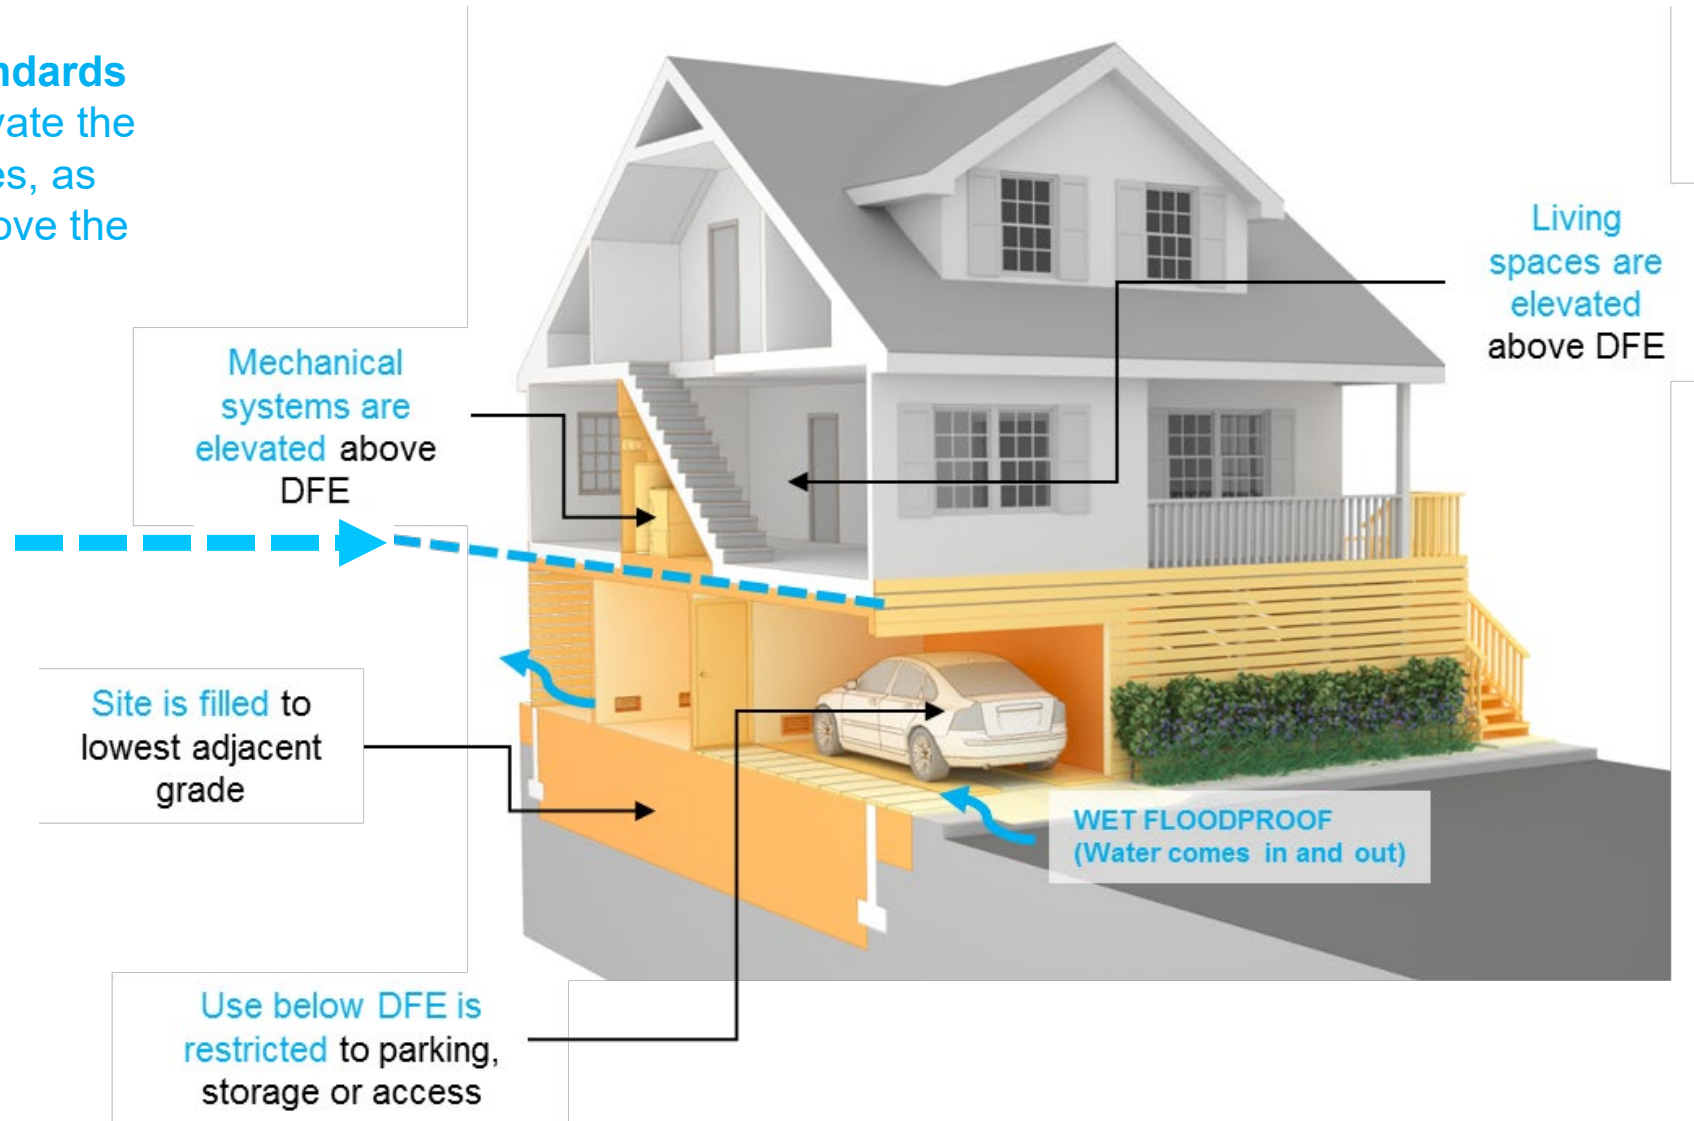 ndards
vate the
es, as
ove the
Living
spaces are
elevated
above DFE
Mechanical
systems are
elevated above
DFE
Site is filled to
lowest adjacent
grade
WET FLOODPROOF
(Water comes in and out)
Use below DFE is
restricted to parking,
storage or access